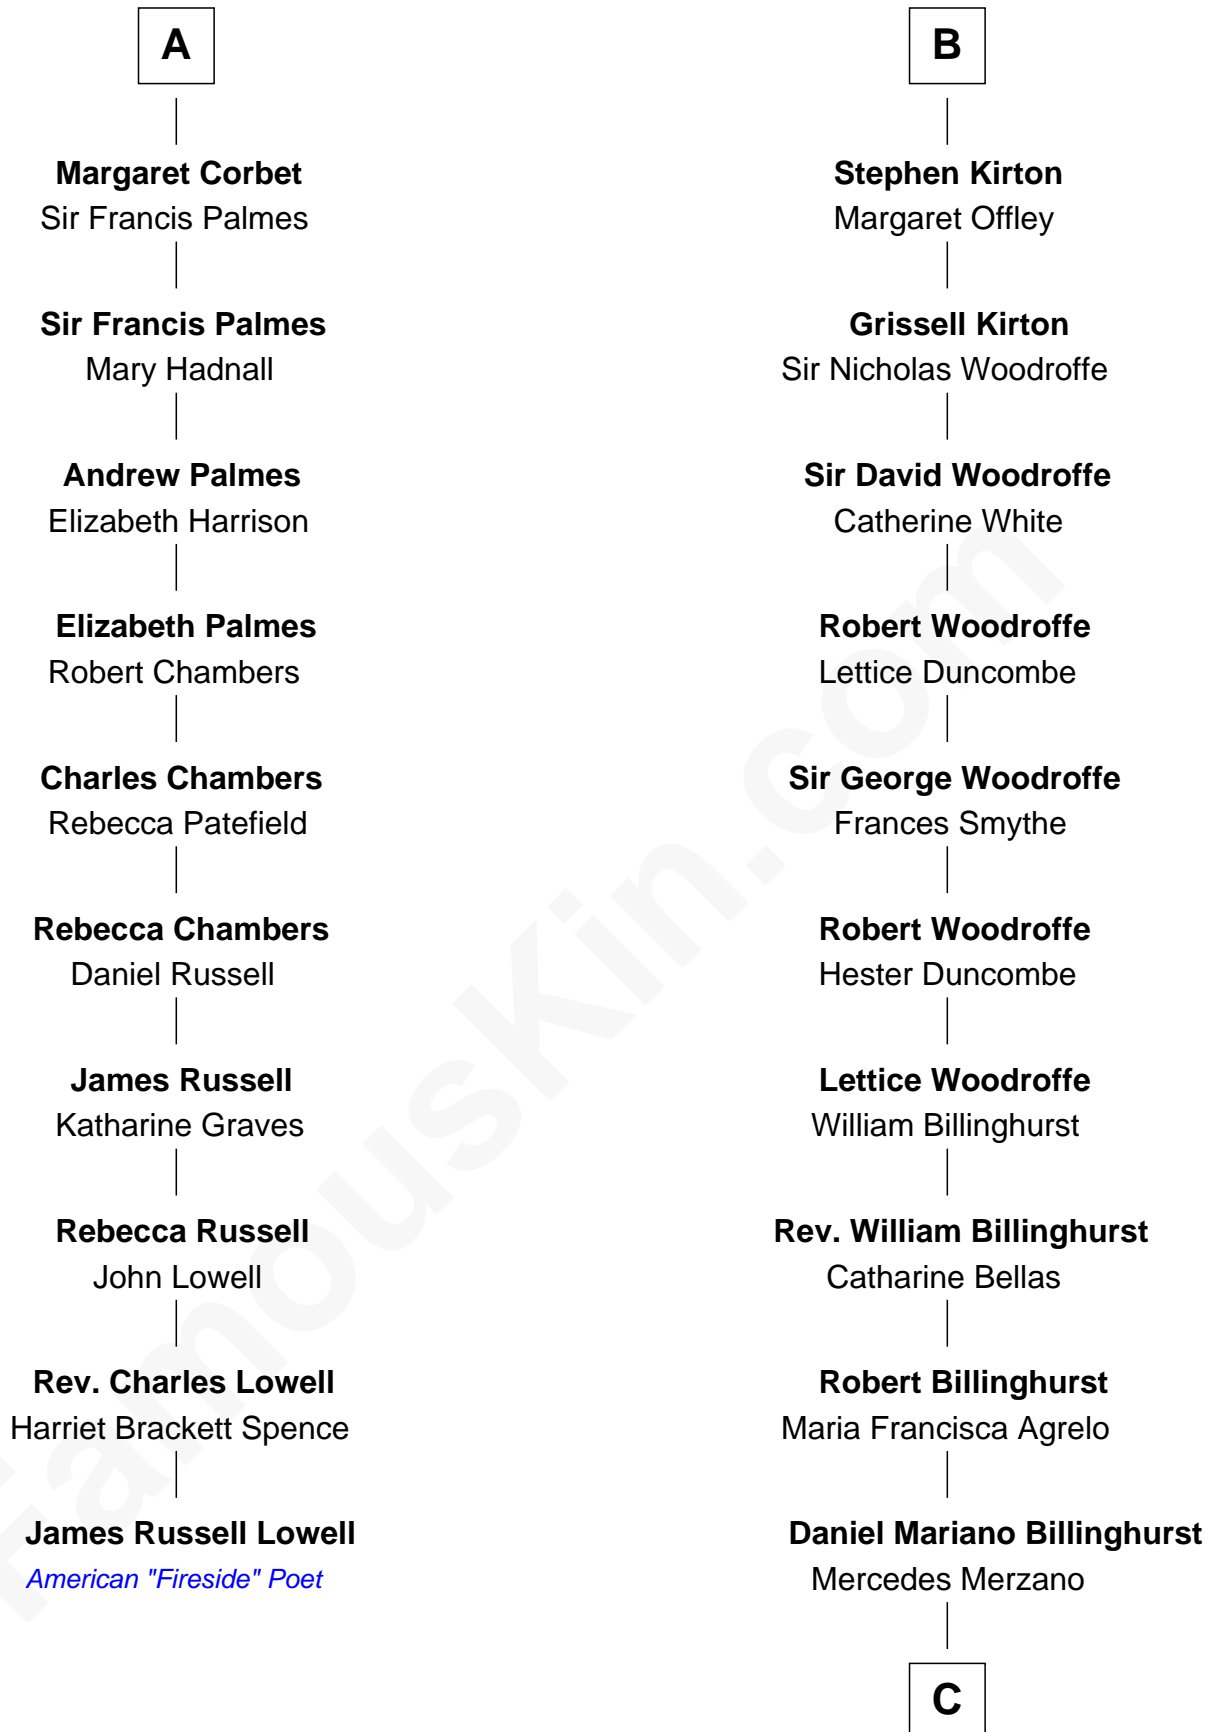 A
Margaret Corbet
Sir Francis Palmes
Sir Francis Palmes
Mary Hadnall
Andrew Palmes
Elizabeth Harrison
Elizabeth Palmes
Robert Chambers
Charles Chambers
Rebecca Patefield
Rebecca Chambers
Daniel Russell
James Russell
Katharine Graves
Rebecca Russell
John Lowell
Rev. Charles Lowell
Harriet Brackett Spence
James Russell Lowell
American "Fireside" Poet
B
Stephen Kirton
Margaret Offley
Grissell Kirton
Sir Nicholas Woodroffe
Sir David Woodroffe
Catherine White
Robert Woodroffe
Lettice Duncombe
Sir George Woodroffe
Frances Smythe
Robert Woodroffe
Hester Duncombe
Lettice Woodroffe
William Billinghurst
Rev. William Billinghurst
Catharine Bellas
Robert Billinghurst
Maria Francisca Agrelo
Daniel Mariano Billinghurst
Mercedes Merzano
C
FamousKin.com